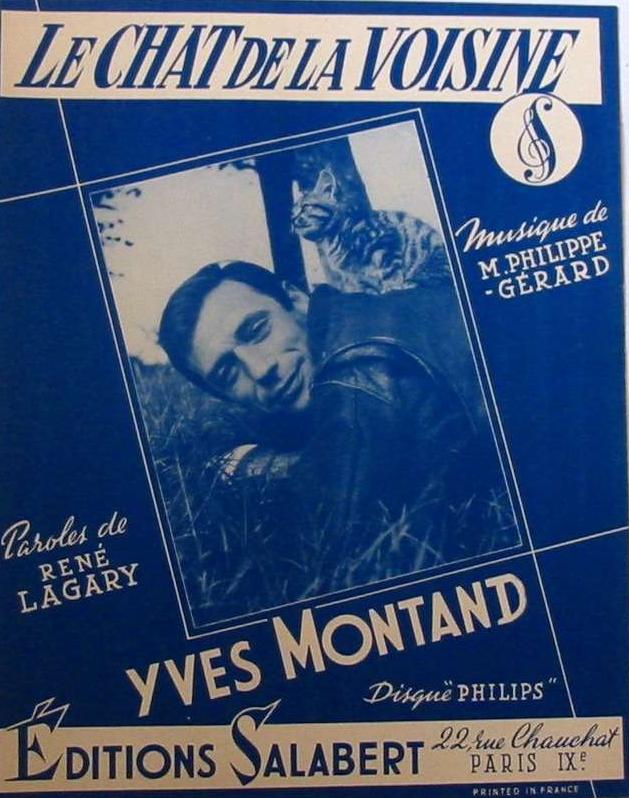 LE CHAT DE LA VOISINE
Musique de
M. PHILIPPE
-GÉRARD
Paroles de
RENÉ
LAGARY
YVES MONTAND
Disque "PHILIPS"
ÉDITIONS SALABERT
22, rue Chauchat
PARIS IXe.
PRINTED IN FRANCE